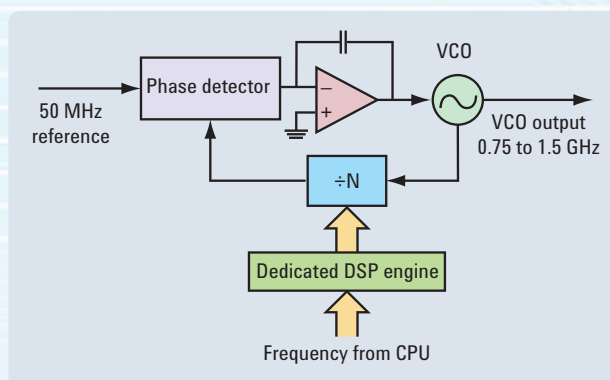 VCO
Phase detector
−
+
50 MHz
reference
VCO output
0.75 to 1.5 GHz
÷N
Dedicated DSP engine
Frequency from CPU